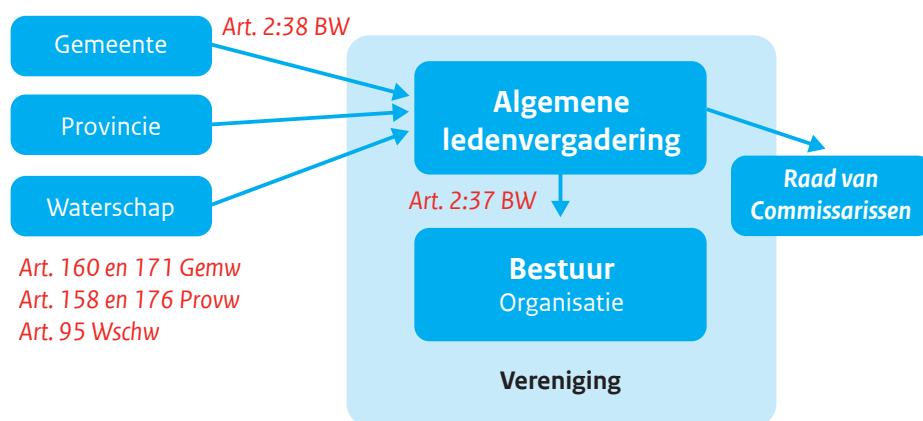 Gemeente
Art. 2:38 BW
Provincie
Waterschap
Art. 160 en 171 Gemw
Art. 158 en 176 Provw
Art. 95 Wschw
Algemene
ledenvergadering
Art. 2:37 BW
Bestuur
Organisatie
Vereniging
Raad van
Commissarissen